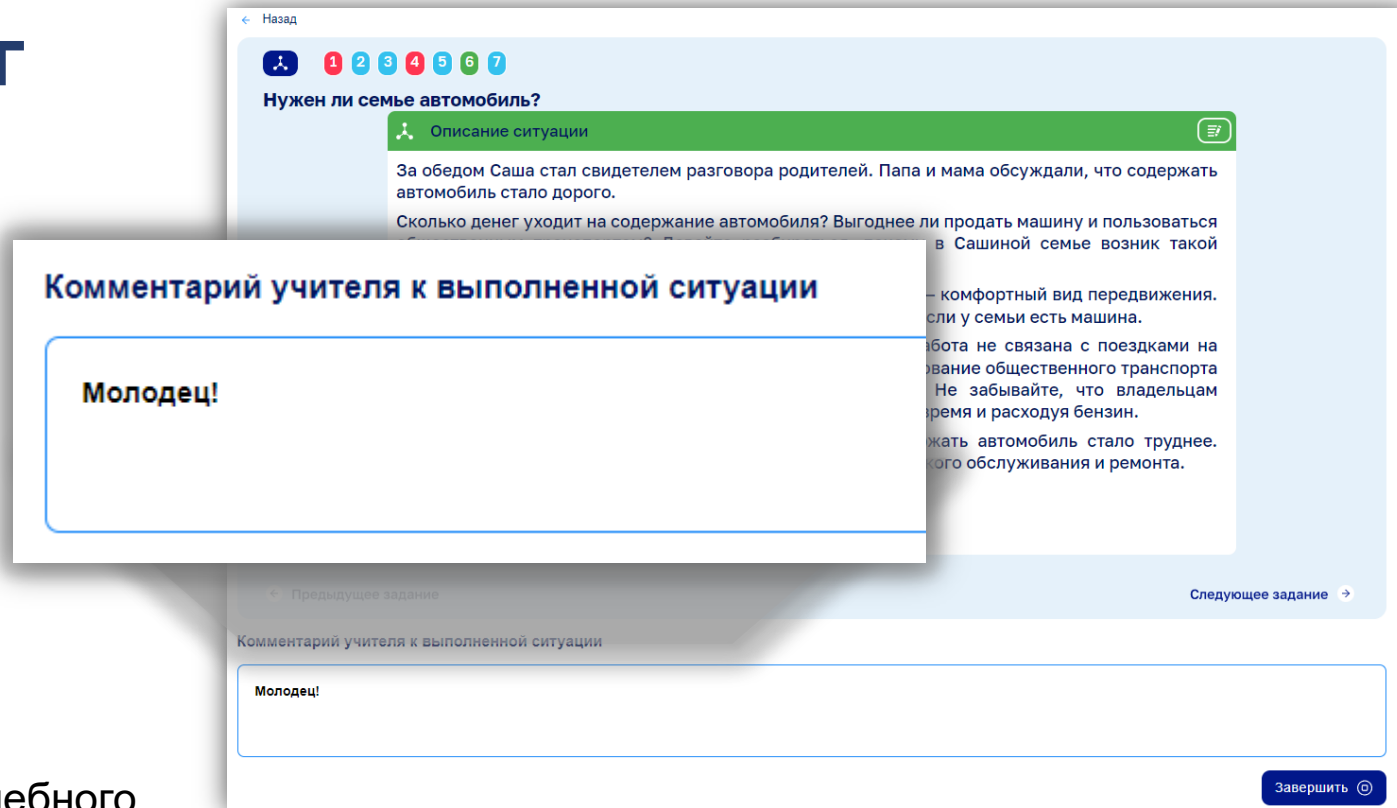 Т
← Назад
1 2 3 4 5 6 7
Нужен ли семье автомобиль?
Описание ситуации
За обедом Саша стал свидетелем разговора родителей. Папа и мама обсуждали, что содержать
автомобиль стало дорого.
Сколько денег уходит на содержание автомобиля? Выгоднее ли продать машину и пользоваться
в Сашиной семье возник такой
– комфортный вид передвижения.
если у семьи есть машина.
работа не связана с поездками на
общественного транспорта
Не забывайте, что владельцам
время и расходуя бензин.
автомобиль стало труднее.
обслуживания и ремонта.
Комментарий учителя к выполненной ситуации
Молодец!
← Предыдущее задание
Следующее задание →
Комментарий учителя к выполненной ситуации
Молодец!
Завершить
ебного